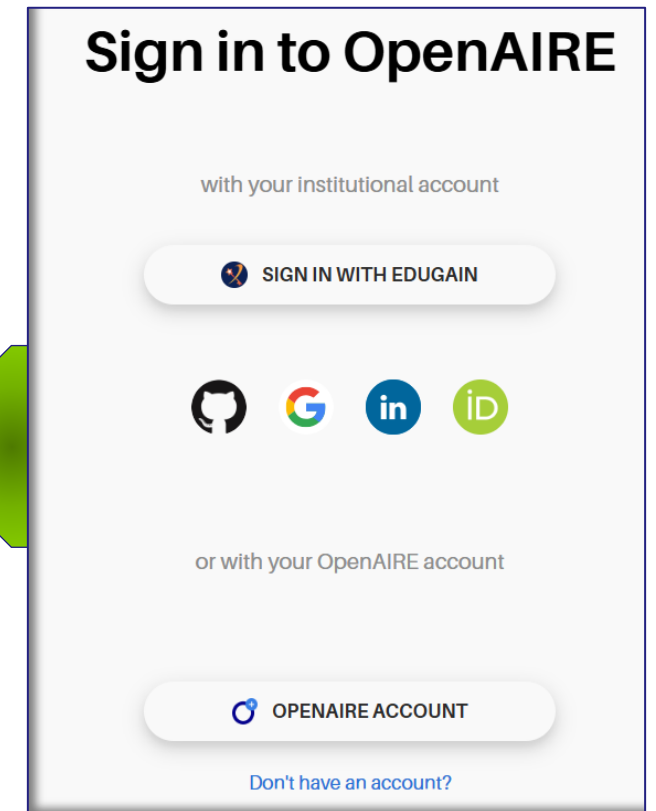 Sign in to OpenAIRE
with your institutional account
SIGN IN WITH EDUGAIN
G in iD
or with your OpenAIRE account
OPENAIRE ACCOUNT
Don't have an account?